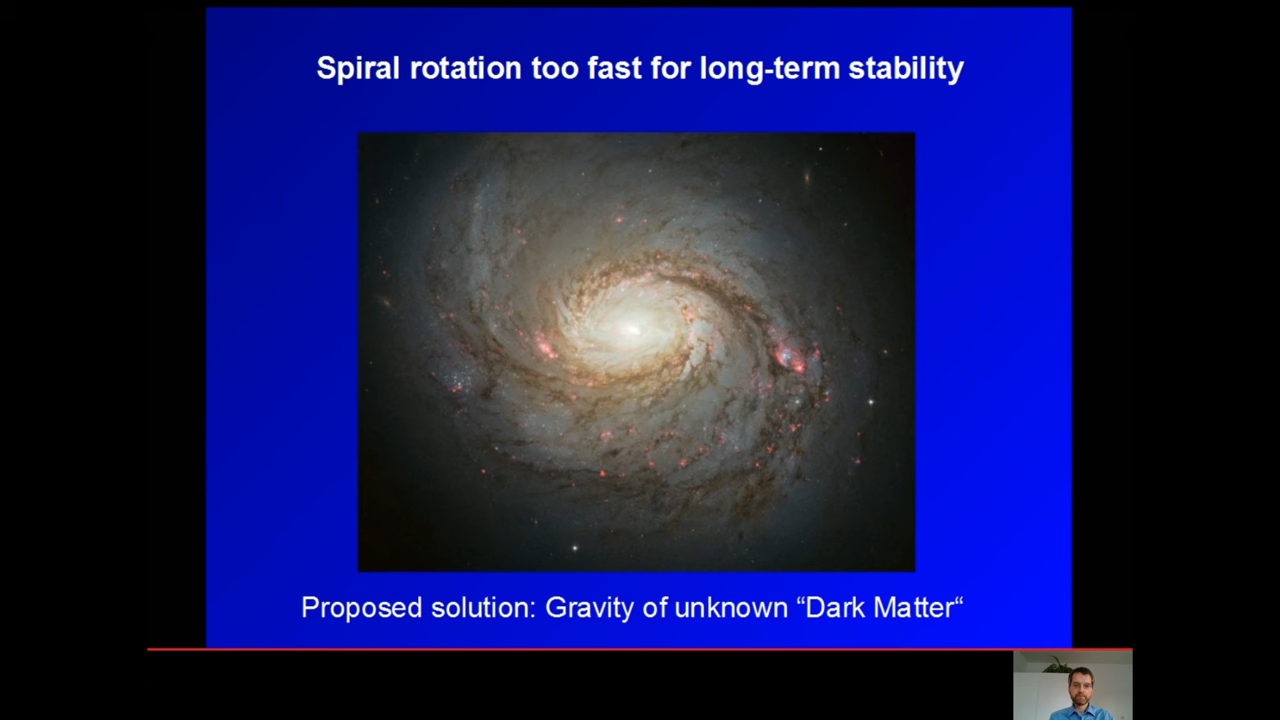 Spiral rotation too fast for long-term stability
Proposed solution: Gravity of unknown “Dark Matter“